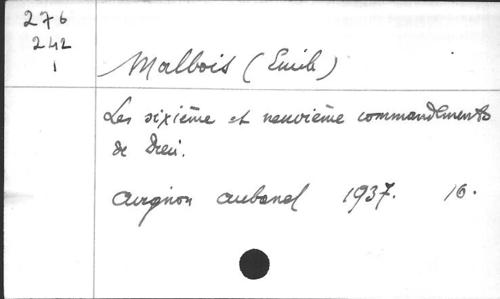 276
242
1
Malbois (Emile)
Les sixième et neuvième commandements
de Dieu.
Avignon Aubanel 1937. 16.